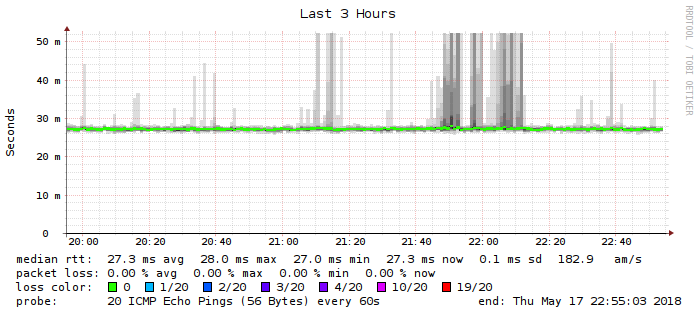 Last 3 Hours
RRDTOOL / TOBI OETIKER
Seconds
50 m
40 m
30 m
20 m
10 m
0
20:00 20:20 20:40 21:00 21:20 21:40 22:00 22:20 22:40
median rtt: 27.3 ms avg 28.0 ms max 27.0 ms min 27.3 ms now 0.1 ms sd 182.9 am/s
packet loss: 0.00 % avg 0.00 % max 0.00 % min 0.00 % now
loss color: 0 1/20 2/20 3/20 4/20 10/20 19/20
probe: 20 ICMP Echo Pings (56 Bytes) every 60s end: Thu May 17 22:55:03 2018